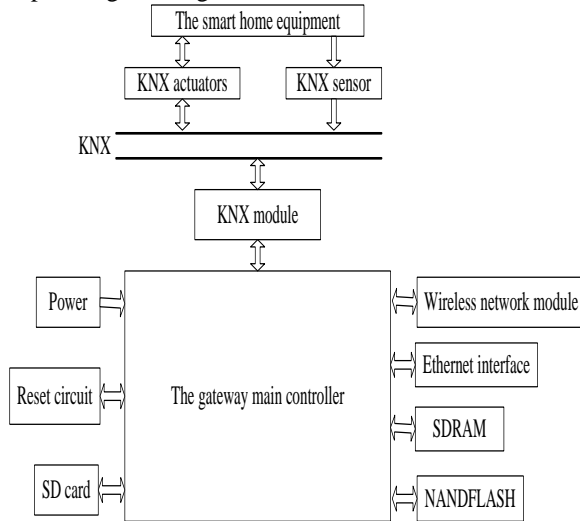 The smart home equipment
KNX actuators
KNX sensor
KNX
KNX module
Power
Wireless network module
Ethernet interface
Reset circuit
The gateway main controller
SDRAM
SD card
NANDFLASH